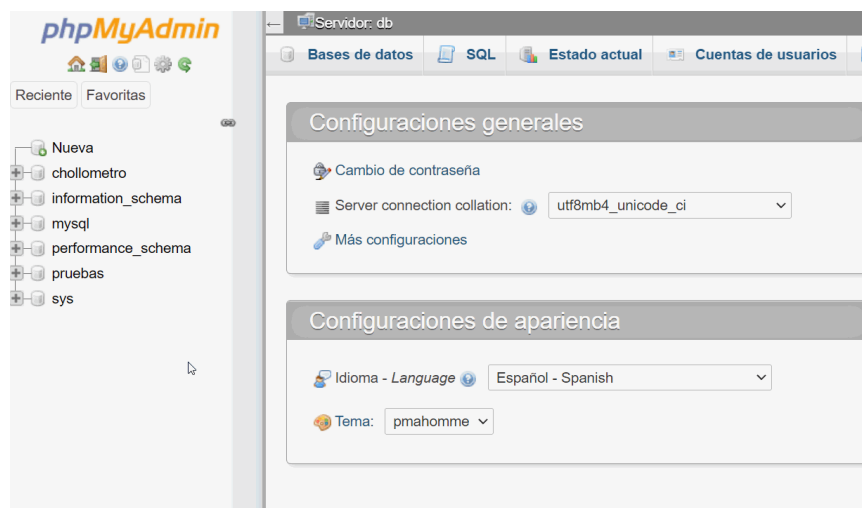 phpMyAdmin
Reciente Favoritas
Nueva
chollometro
information_schema
mysql
performance_schema
pruebas
sys
Servidor: db
Bases de datos SQL Estado actual Cuentas de usuarios
Configuraciones generales
Cambio de contraseña
Server connection collation: utf8mb4_unicode_ci
Más configuraciones
Configuraciones de apariencia
Idioma - Language Español - Spanish
Tema: pmahomme